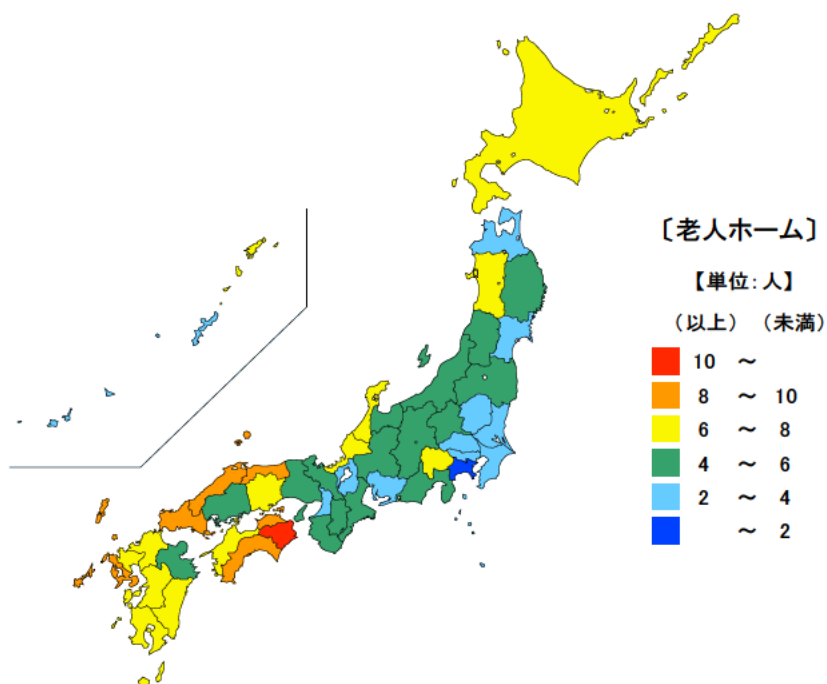 〔老人ホーム〕
【単位：人】
（以上） （未満）
10 ～
8 ～ 10
6 ～ 8
4 ～ 6
2 ～ 4
～ 2